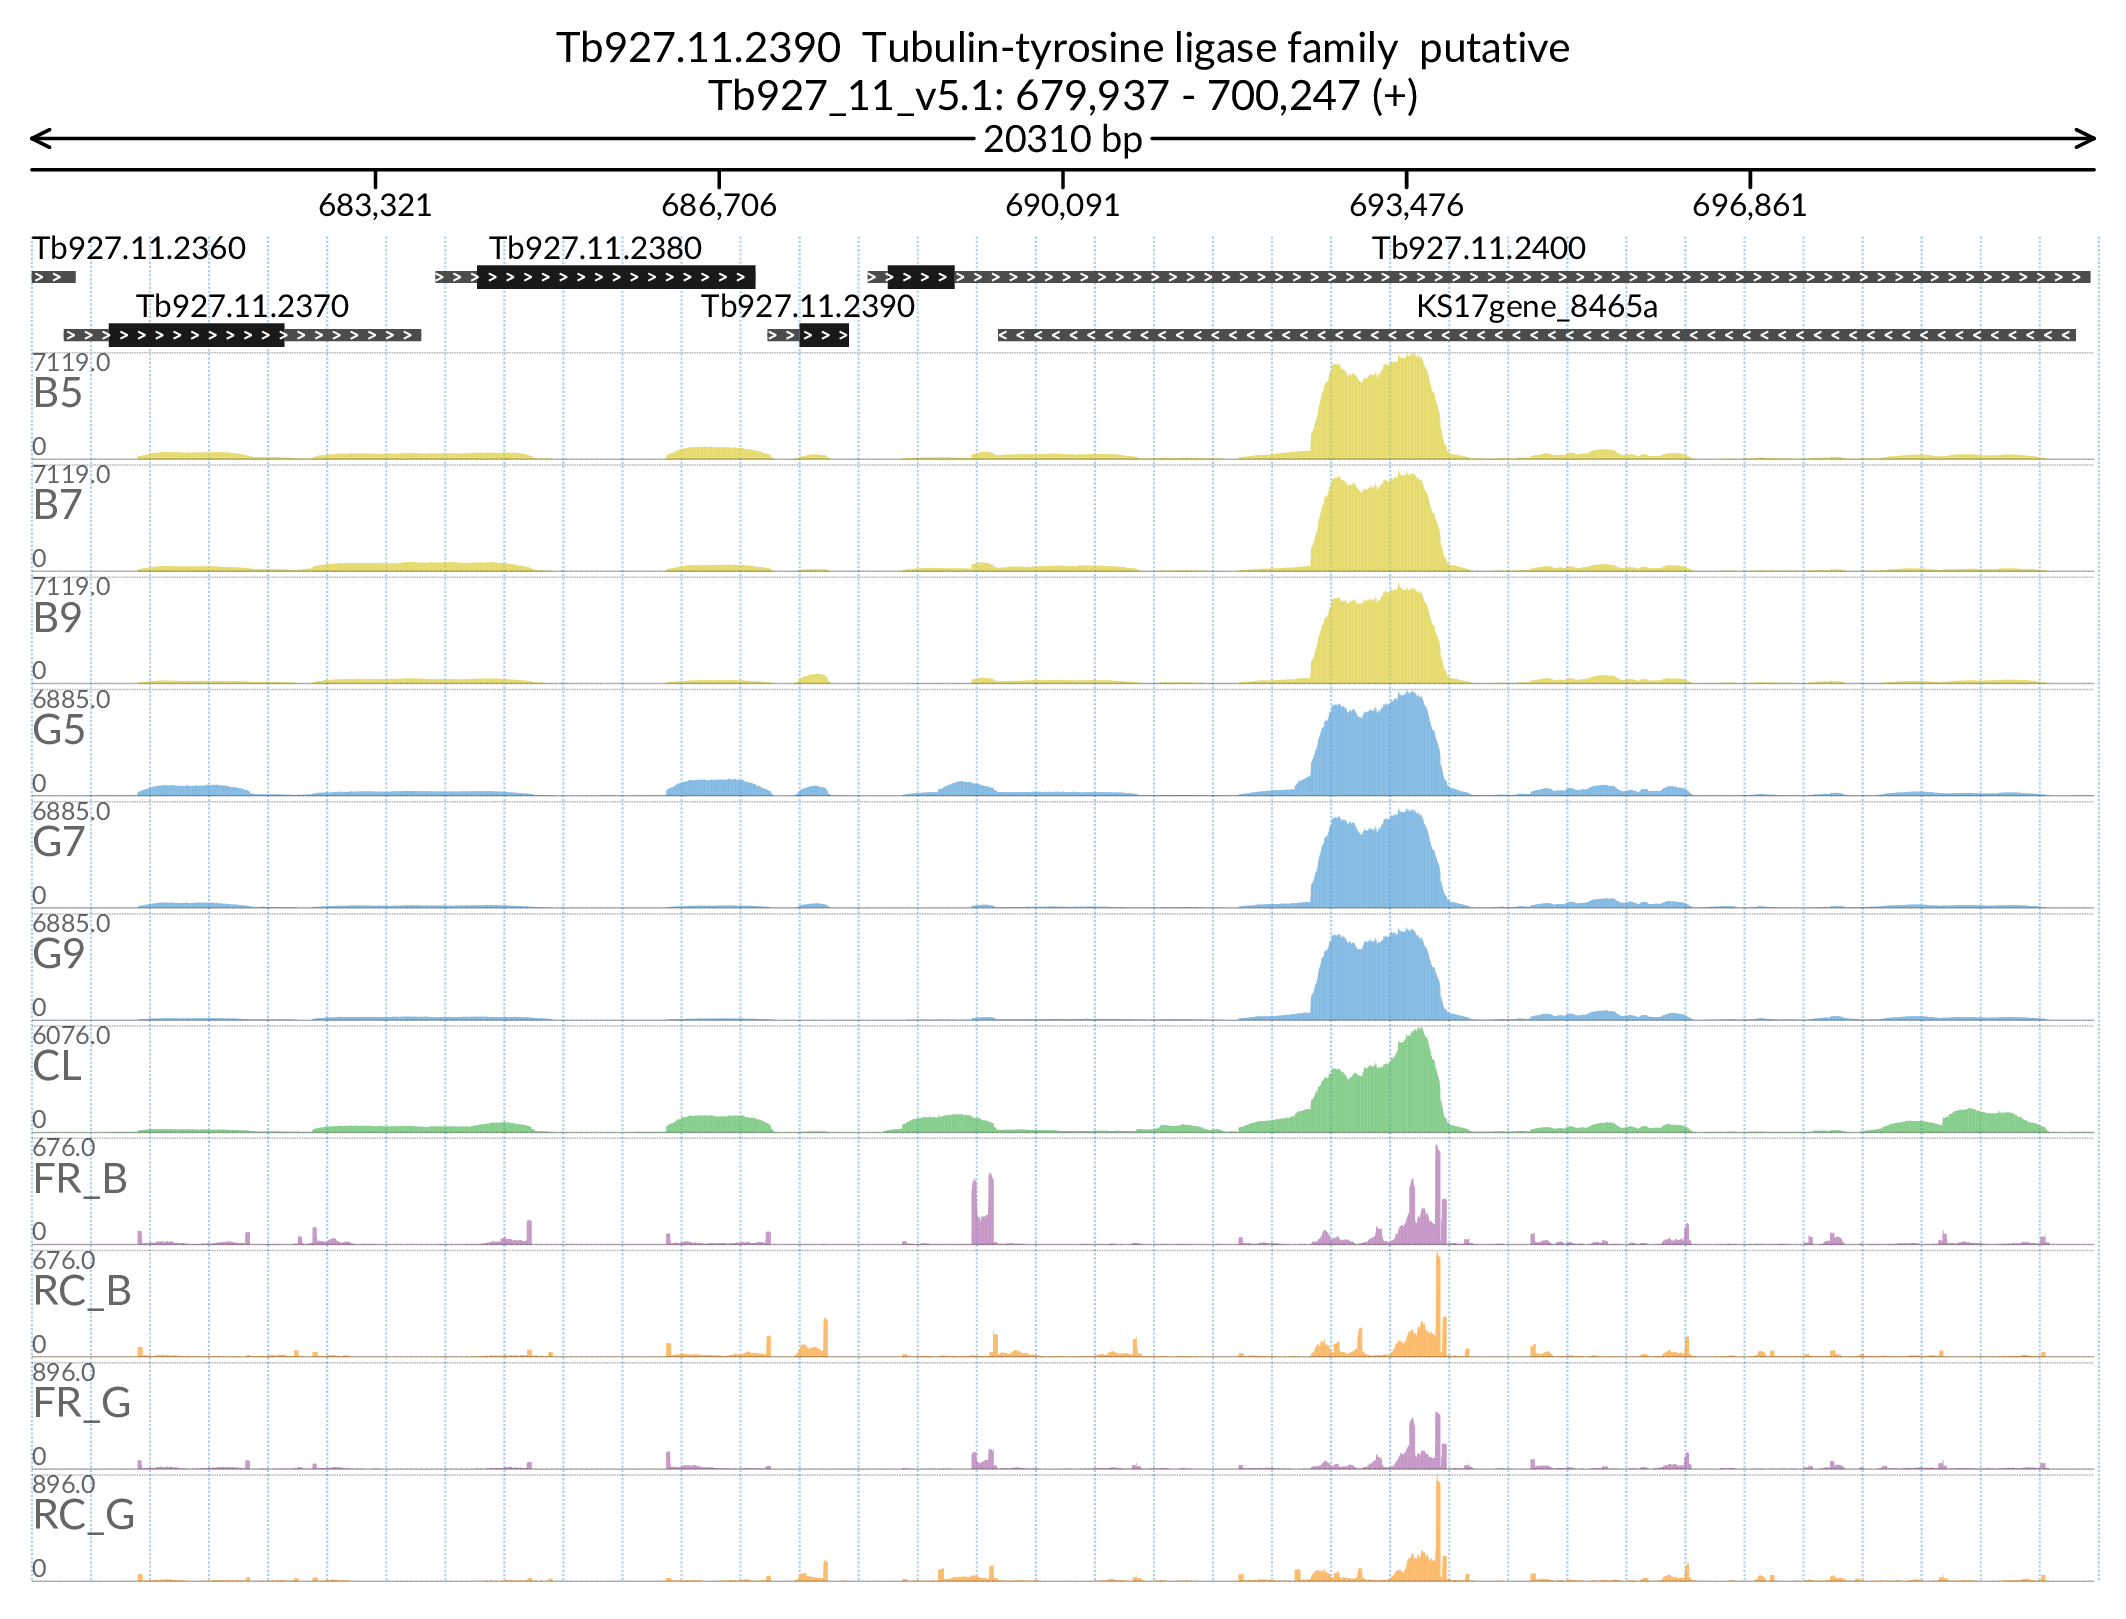 Tb927.11.2390  Tubulin-tyrosine ligase family  putative
Tb927_11_v5.1: 679,937 - 700,247 (+)
20310 bp
683,321 686,706 690,091 693,476 696,861
Tb927.11.2360 Tb927.11.2380 Tb927.11.2400
Tb927.11.2370 Tb927.11.2390 KS17gene_8465a
7119.0
B5
0
7119.0
B7
0
7119.0
B9
0
6885.0
G5
0
6885.0
G7
0
6885.0
G9
0
6076.0
CL
0
676.0
FR_B
0
676.0
RC_B
0
896.0
FR_G
0
896.0
RC_G
0